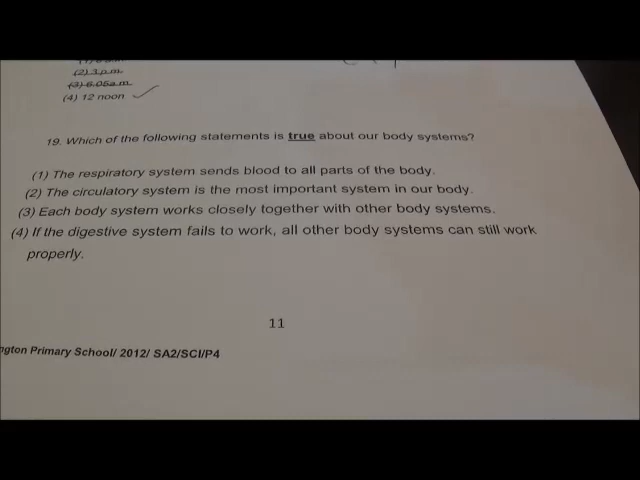 (2) 3 p.m.
(3) 6.05a.m.
(4) 12 noon
19. Which of the following statements is true about our body systems?
(1) The respiratory system sends blood to all parts of the body.
(2) The circulatory system is the most important system in our body.
(3) Each body system works closely together with other body systems.
(4) If the digestive system fails to work, all other body systems can still work
properly.
11
ngton Primary School/ 2012/ SA2/SCI/P4